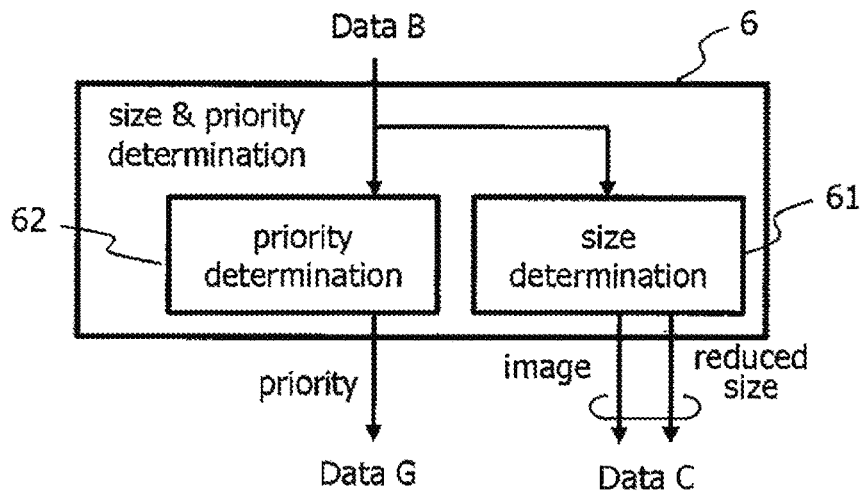 Data B
6
size & priority
determination
62
61
priority
determination
size
determination
priority
image
reduced
size
Data G
Data C